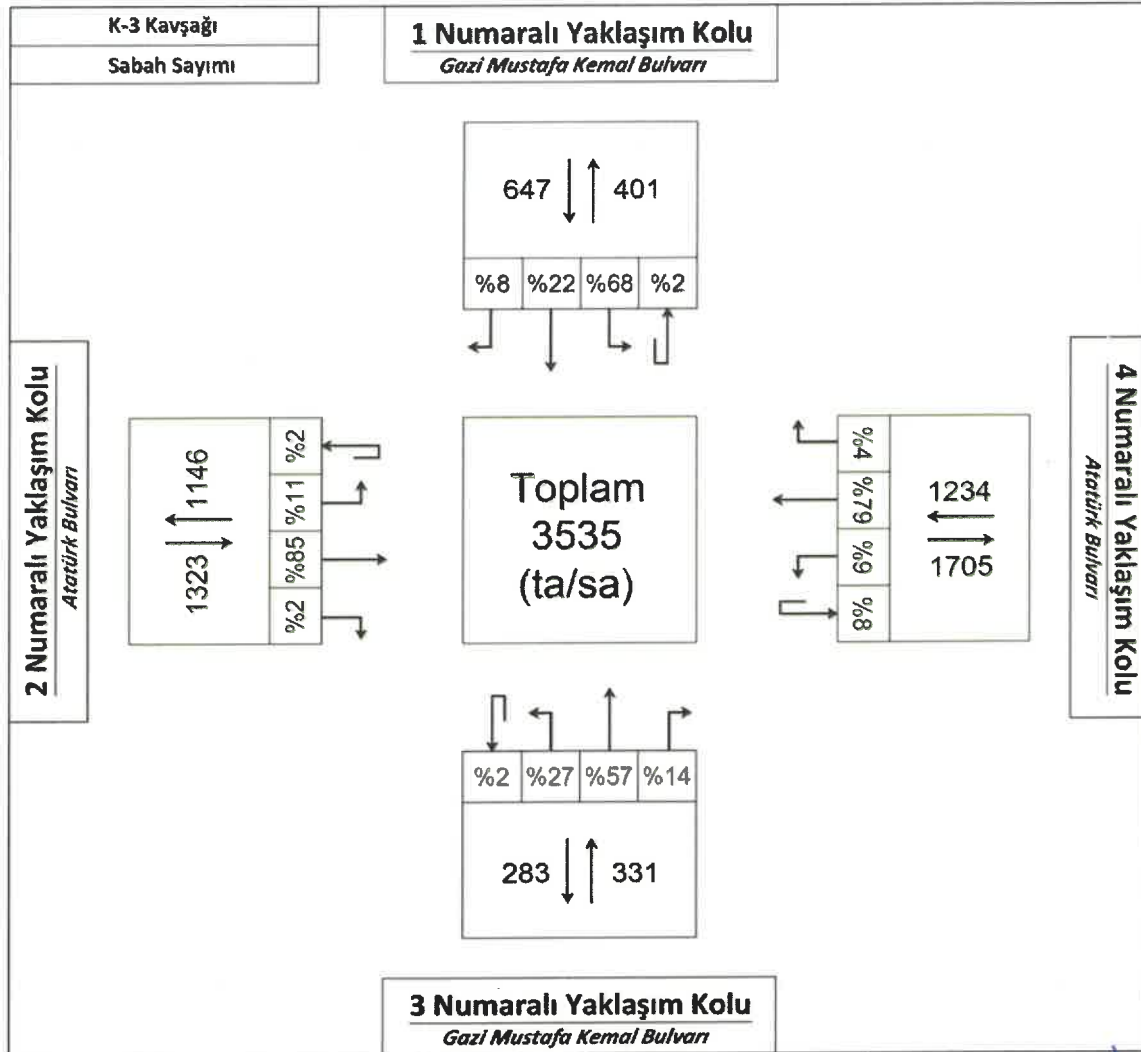 K-3 Kavşağı
Sabah Sayımı
1 Numaralı Yaklaşım Kolu
Gazi Mustafa Kemal Bulvarı
647 401
%8 %22 %68 %2
2 Numaralı Yaklaşım Kolu
Atatürk Bulvarı
1146
1323
%2
%11
%85
%2
Toplam
3535
(ta/sa)
%4
%79
%9
%8
1234
1705
4 Numaralı Yaklaşım Kolu
Atatürk Bulvarı
%2 %27 %57 %14
283 331
3 Numaralı Yaklaşım Kolu
Gazi Mustafa Kemal Bulvarı